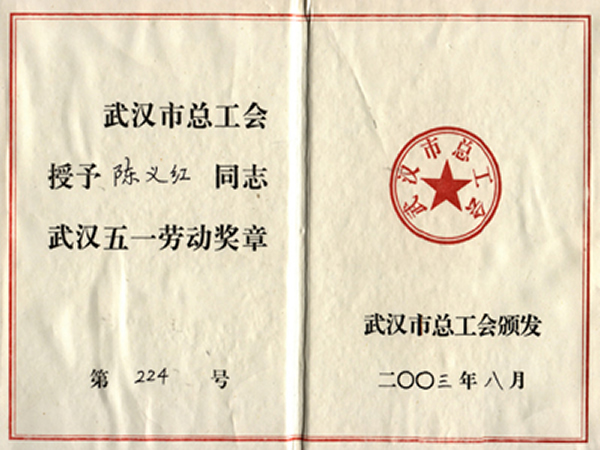 武汉市总工会
授予 陈义红 同志
武汉五一劳动奖章
第 224 号
武汉市总工会
武汉市总工会颁发
二〇〇三年八月